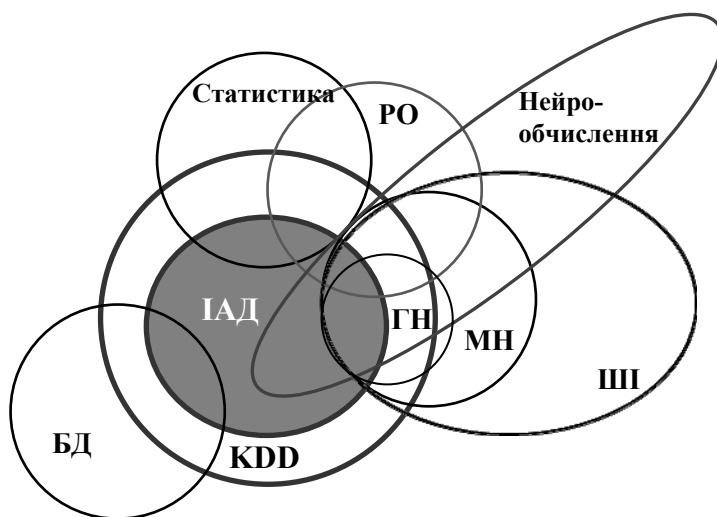 Статистика
РО
Нейро-
обчислення
ІАД
ГН
МН
ШІ
БД
KDD